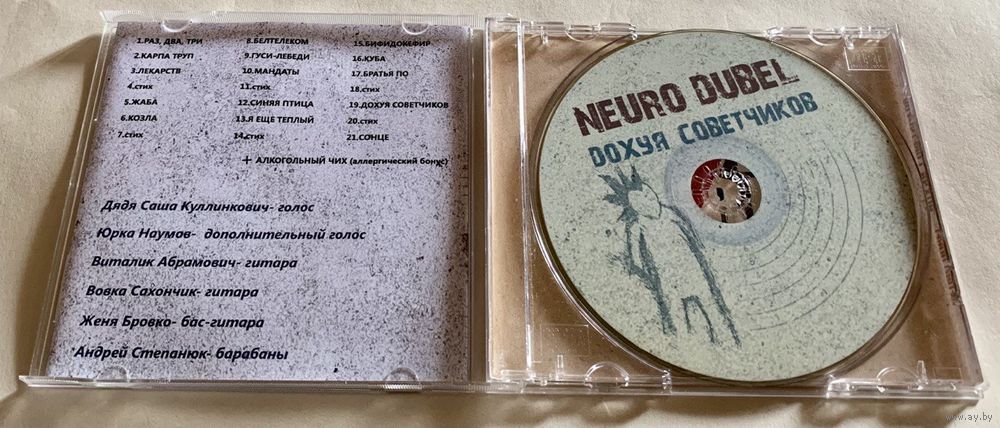 1.РАЗ, ДВА, ТРИ
2.КАРПА ТРУП
3.ЛЕКАРСТВ
4.стих
5.ЖАБА
6.КОЗЛА
7.стих
8.БЕЛТЕЛЕКОМ
9.ГУСИ-ЛЕБЕДИ
10.МАНДАТЫ
11.стих
12.СИНЯЯ ПТИЦА
13.Я ЕЩЕ ТЕПЛЫЙ
14.стих
15.БИФИДОКЕФИР
16.КУБА
17.БРАТЬЯ ПО
18.стих
19.ДОХУЯ СОВЕТЧИКОВ
20.стих
21.СОНЦЕ
+ АЛКОГОЛЬНЫЙ ЧИХ (аллергический бонус)
Дядя Саша Куллинкович- голос
Юрка Наумов- дополнительный голос
Виталик Абрамович- гитара
Вовка Сахончик- гитара
Женя Бровко- бас-гитара
Андрей Степанюк- барабаны
NEURO DUBEL
ДОХУЯ СОВЕТЧИКОВ
www.ay.by